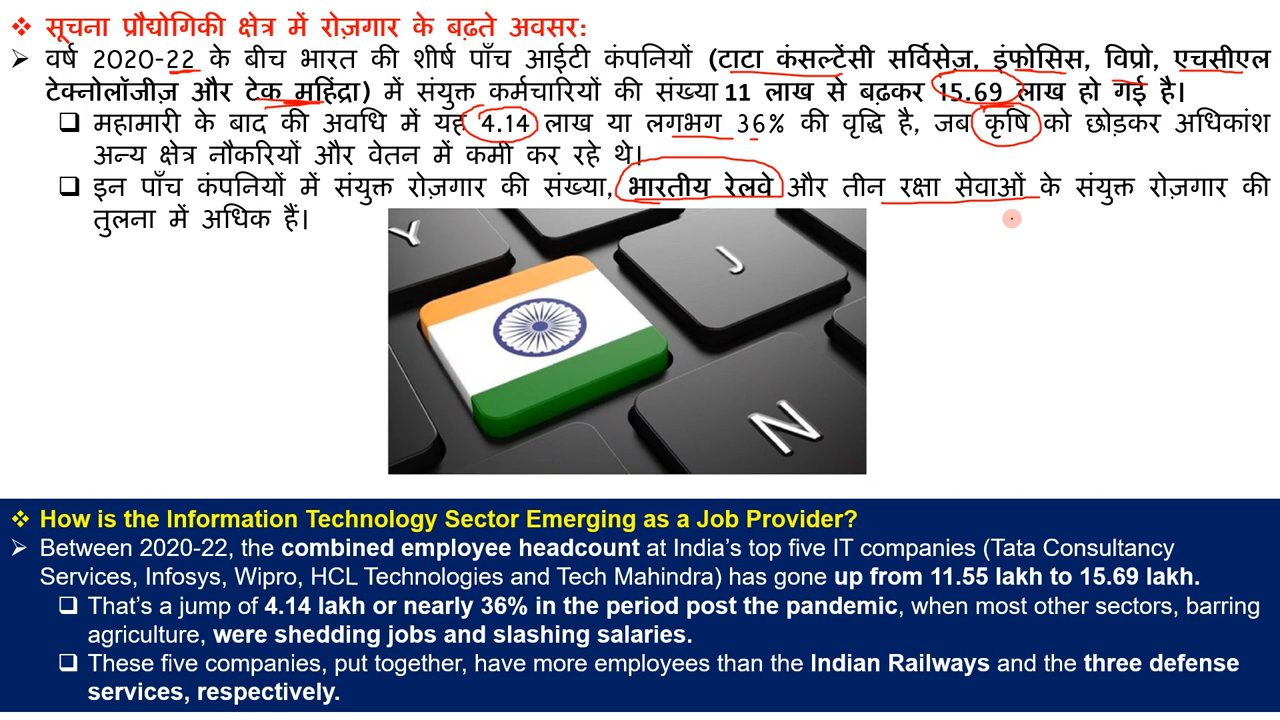 ❖ सूचना प्रौद्योगिकी क्षेत्र में रोज़गार के बढ़ते अवसर:
➢ वर्ष 2020-22 के बीच भारत की शीर्ष पाँच आईटी कंपनियों (टाटा कंसल्टेंसी सर्विसेज, इंफोसिस, विप्रो, एचसीएल
टेक्नोलॉजीज़ और टेक महिंद्रा) में संयुक्त कर्मचारियों की संख्या 11 लाख से बढ़कर 15.69 लाख हो गई है।
❑ महामारी के बाद की अवधि में यह 4.14 लाख या लगभग 36% की वृद्धि है, जब कृषि को छोड़कर अधिकांश
अन्य क्षेत्र नौकरियों और वेतन में कमी कर रहे थे।
❑ इन पाँच कंपनियों में संयुक्त रोज़गार की संख्या, भारतीय रेलवे और तीन रक्षा सेवाओं के संयुक्त रोज़गार की
तुलना में अधिक हैं।
Y
J
N
❖ How is the Information Technology Sector Emerging as a Job Provider?
➢ Between 2020-22, the combined employee headcount at India's top five IT companies (Tata Consultancy
Services, Infosys, Wipro, HCL Technologies and Tech Mahindra) has gone up from 11.55 lakh to 15.69 lakh.
❑ That's a jump of 4.14 lakh or nearly 36% in the period post the pandemic, when most other sectors, barring
agriculture, were shedding jobs and slashing salaries.
❑ These five companies, put together, have more employees than the Indian Railways and the three defense
services, respectively.